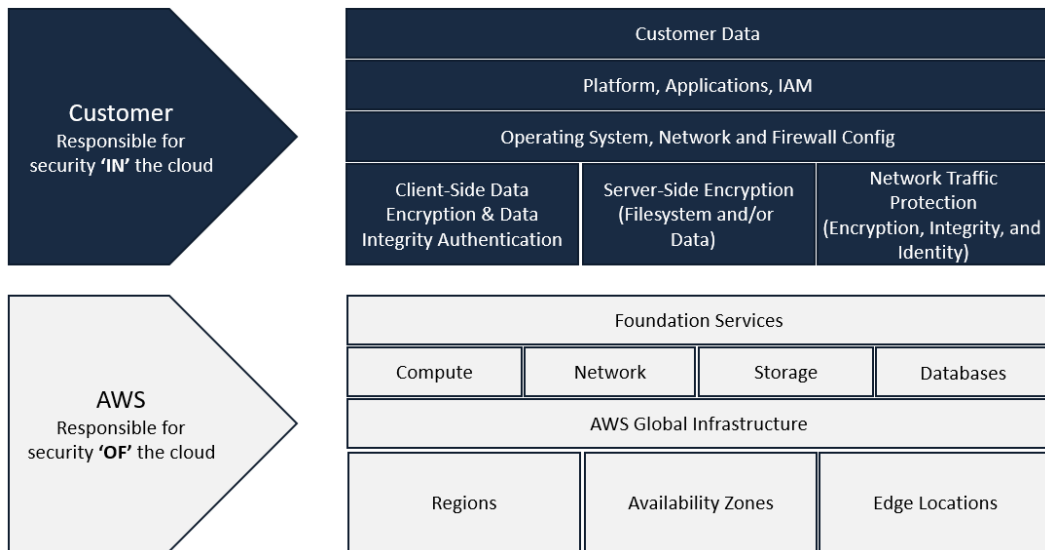 Customer
Responsible for
security ‘IN’ the cloud
Customer Data
Platform, Applications, IAM
Operating System, Network and Firewall Config
Client-Side Data
Encryption & Data
Integrity Authentication
Server-Side Encryption
(Filesystem and/or
Data)
Network Traffic
Protection
(Encryption, Integrity, and
Identity)
AWS
Responsible for
security ‘OF’ the cloud
Foundation Services
Compute
Network
Storage
Databases
AWS Global Infrastructure
Regions
Availability Zones
Edge Locations